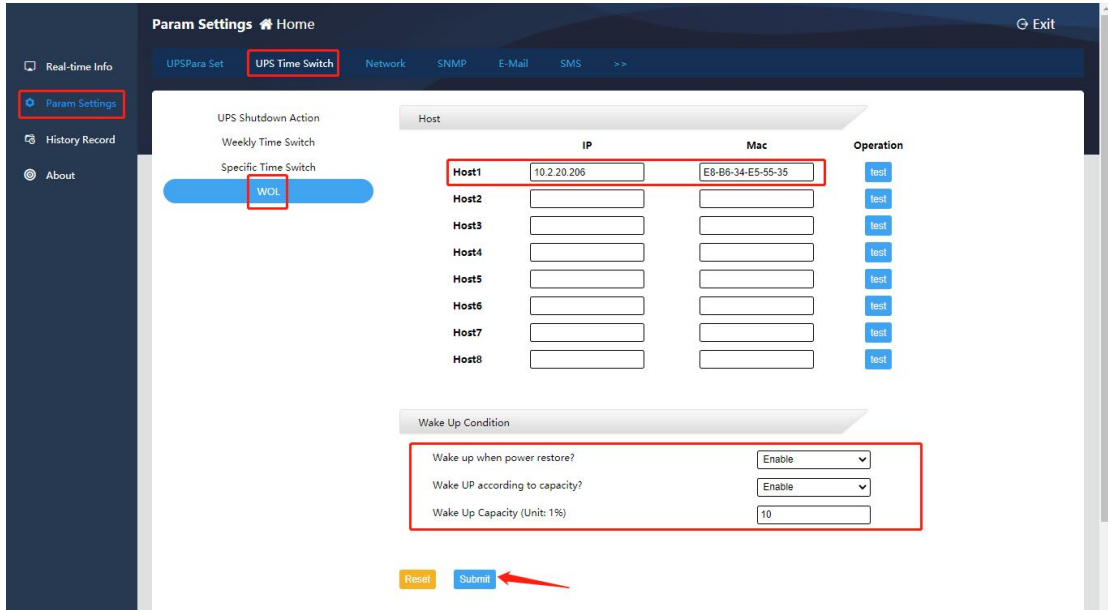 Param Settings Home Exit
Real-time Info
Param Settings
History Record
About
UPSPara Set UPS Time Switch Network SNMP E-Mail SMS >>
UPS Shutdown Action
Weekly Time Switch
Specific Time Switch
WOL
Host
IP Mac Operation
Host1 10.2.20.206 E8-B6-34-E5-55-35 test
Host2 test
Host3 test
Host4 test
Host5 test
Host6 test
Host7 test
Host8 test
Wake Up Condition
Wake up when power restore? Enable
Wake UP according to capacity? Enable
Wake Up Capacity (Unit: 1%) 10
Reset Submit